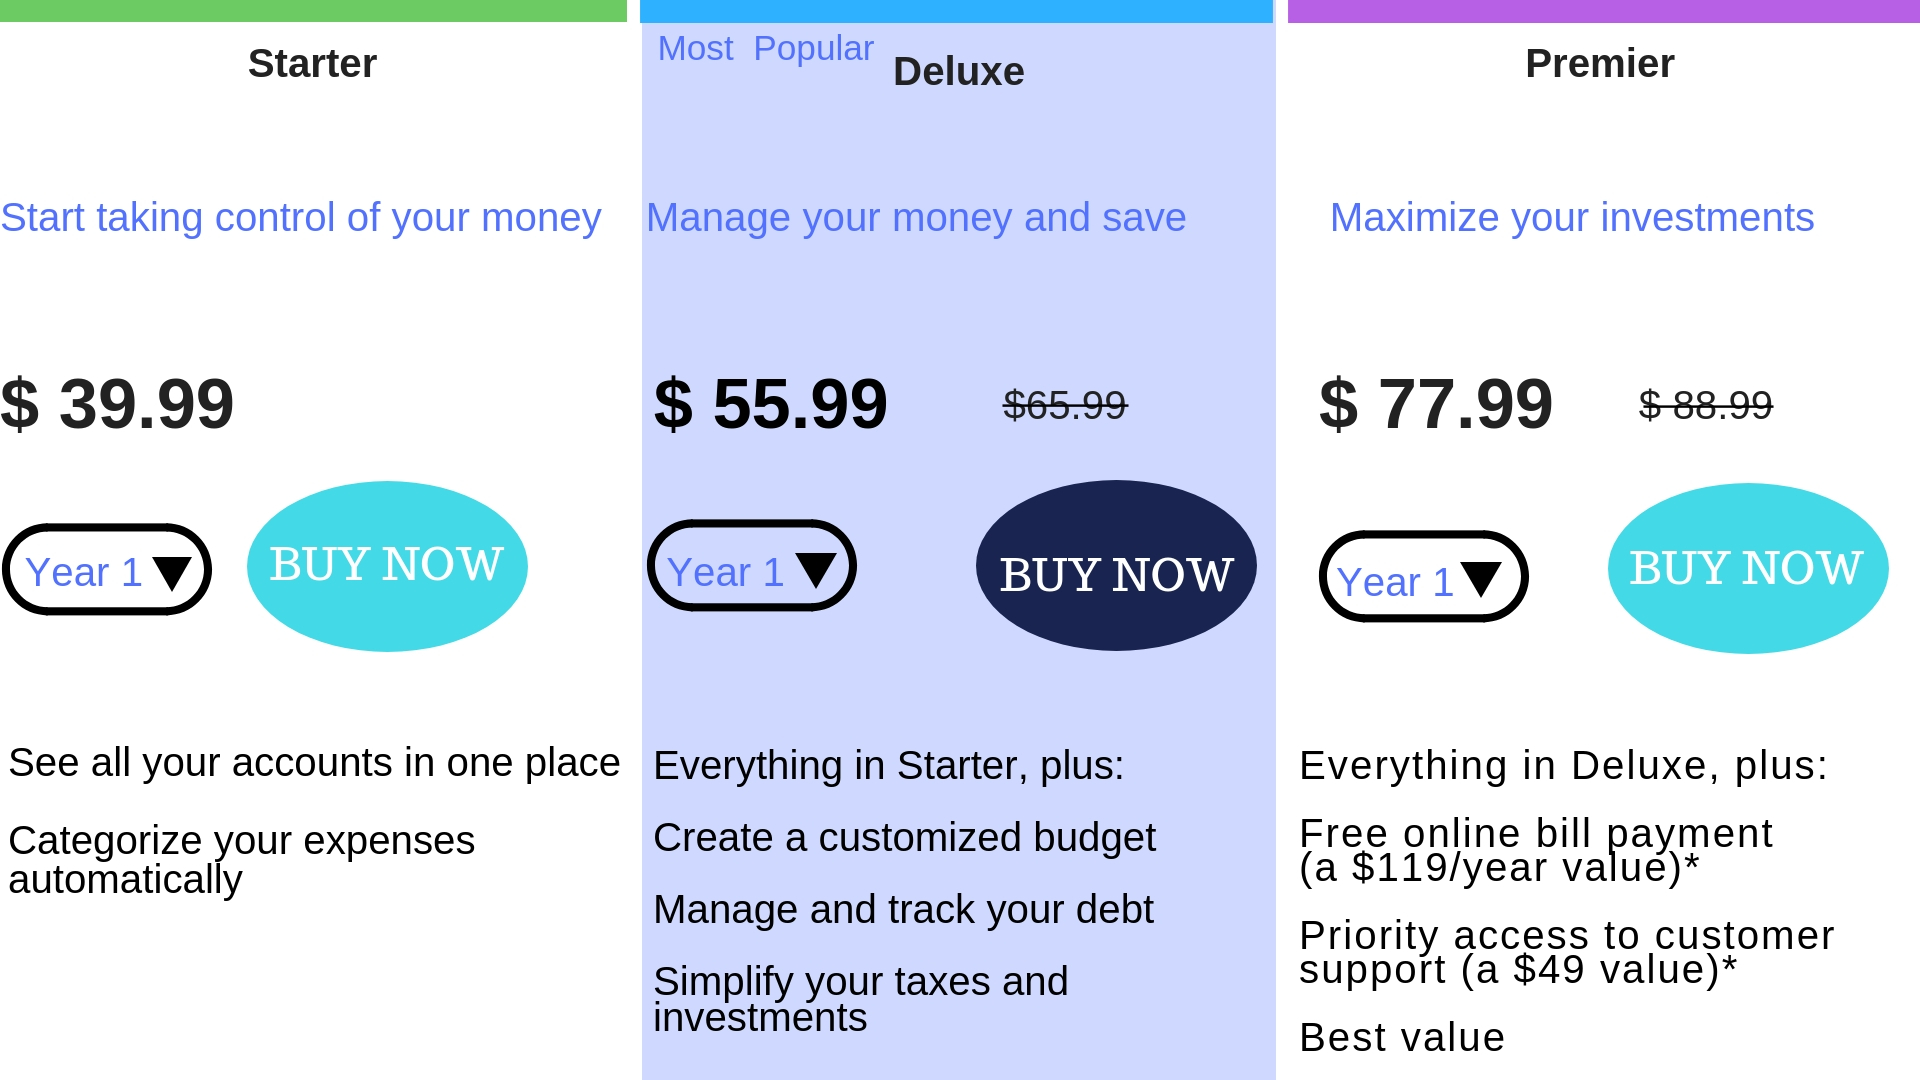 Starter
Start taking control of your money
$ 39.99
Year 1
BUY NOW
See all your accounts in one place
Categorize your expenses
automatically
Most Popular
Deluxe
Manage your money and save
$ 55.99
$65.99
Year 1
BUY NOW
Everything in Starter, plus:
Create a customized budget
Manage and track your debt
Simplify your taxes and
investments
Premier
Maximize your investments
$ 77.99
$ 88.99
Year 1
BUY NOW
Everything in Deluxe, plus:
Free online bill payment
(a $119/year value)*
Priority access to customer
support (a $49 value)*
Best value